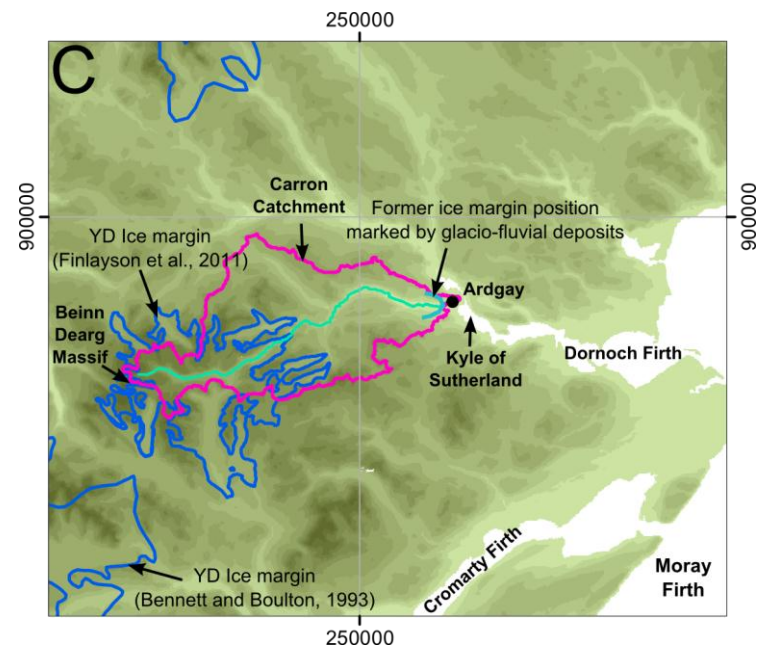 250000
C
Carron
Catchment
Former ice margin position
marked by glacio-fluvial deposits
900000
900000
YD Ice margin
(Finlayson et al., 2011)
Ardgay
Beinn
Dearg
Massif
Kyle of
Sutherland
Dornoch Firth
Cromarty Firth
Moray
Firth
YD Ice margin
(Bennett and Boulton, 1993)
250000